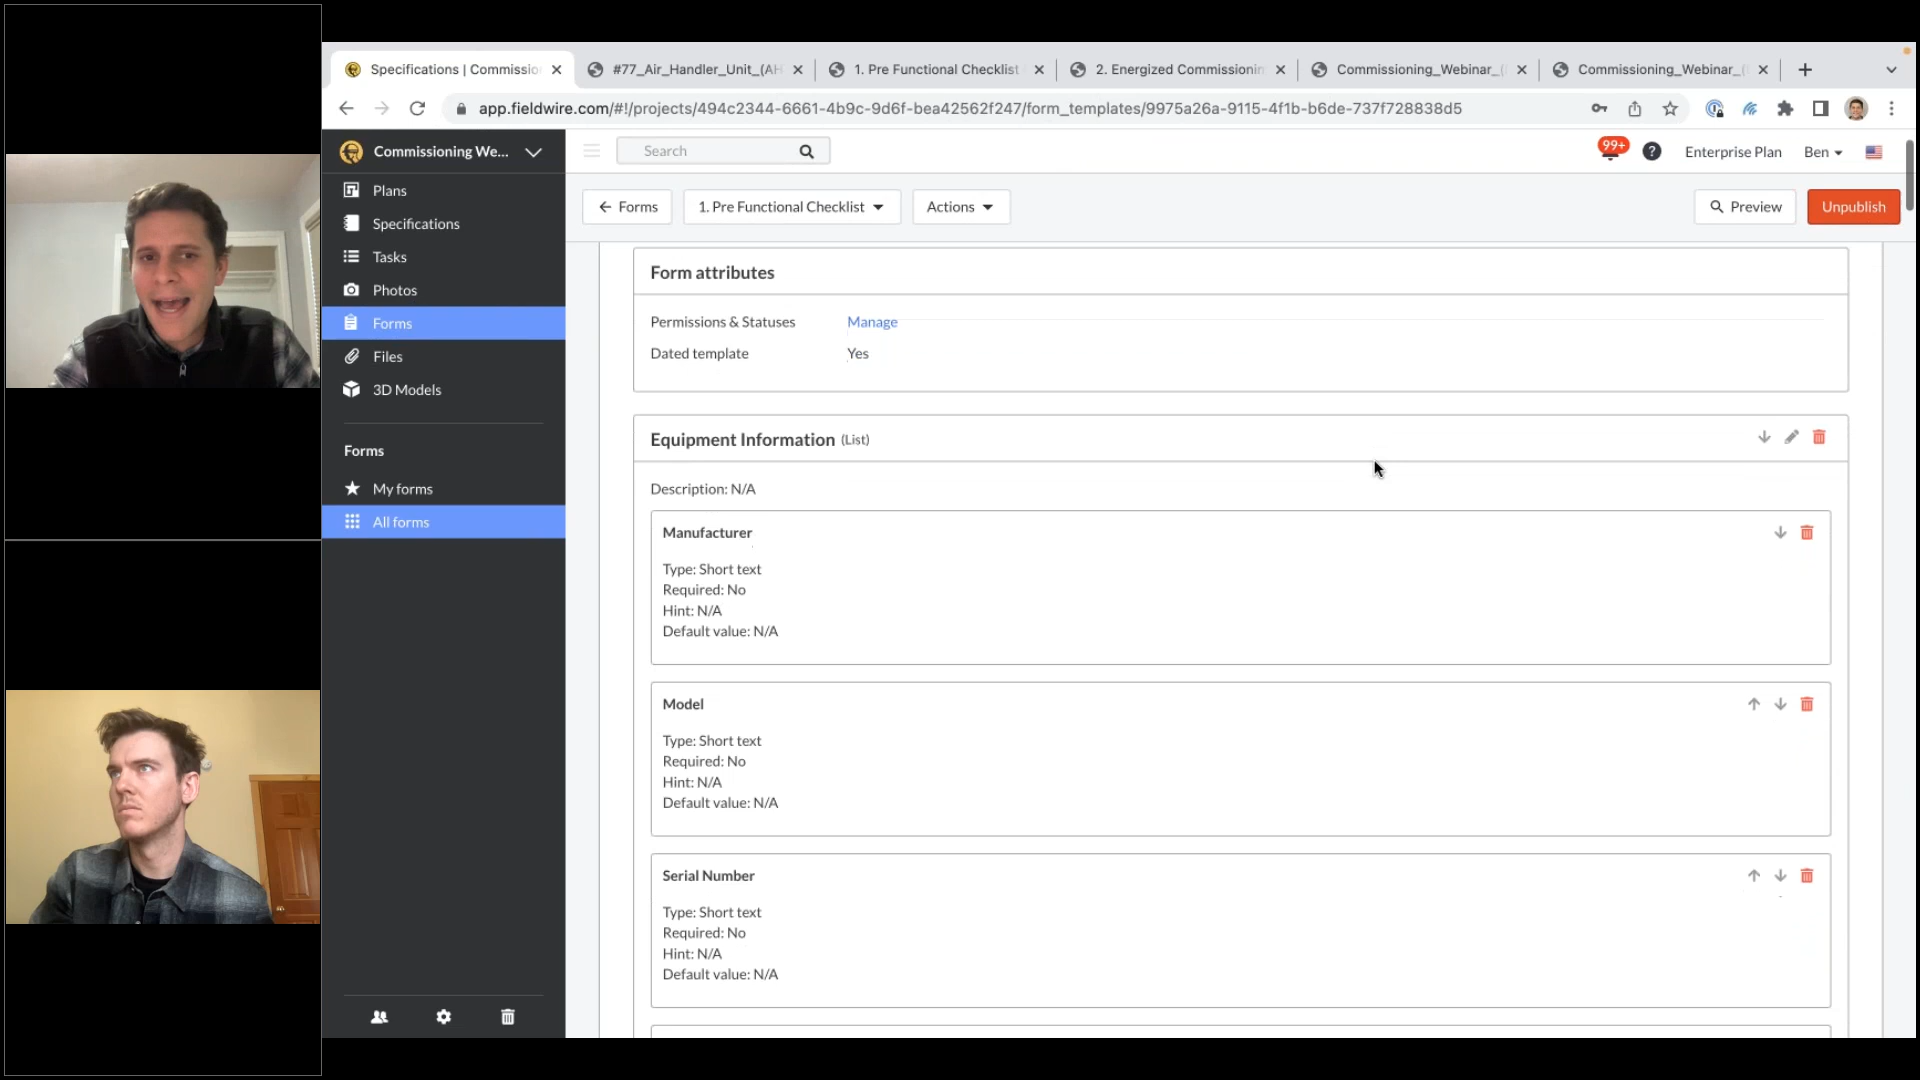 Specifications | Commissio
#77_Air_Handler_Unit_(AH
1. Pre Functional Checklist
2. Energized Commissionin
Commissioning_Webinar_(
Commissioning_Webinar_(
app.fieldwire.com/#!/projects/494c2344-6661-4b9c-9d6f-bea42562f247/form_templates/9975a26a-9115-4f1b-b6de-737f728838d5
Commissioning We...
Search
99+
Enterprise Plan
Ben
Plans
Specifications
Tasks
Photos
Forms
Files
3D Models
Forms
My forms
All forms
Forms
1. Pre Functional Checklist
Actions
Preview
Unpublish
Form attributes
Permissions & Statuses
Manage
Dated template
Yes
Equipment Information (List)
Description: N/A
Manufacturer
Type: Short text
Required: No
Hint: N/A
Default value: N/A
Model
Type: Short text
Required: No
Hint: N/A
Default value: N/A
Serial Number
Type: Short text
Required: No
Hint: N/A
Default value: N/A